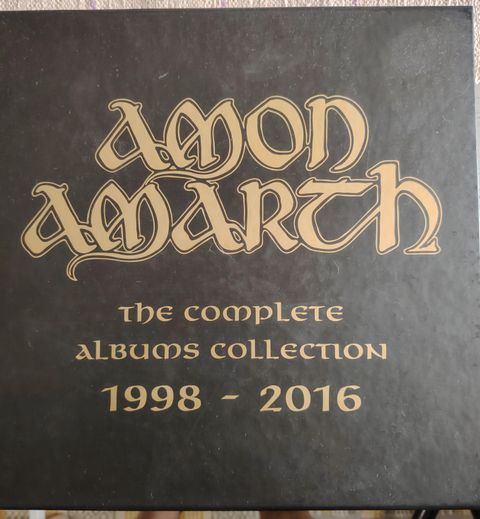 AMON
AMARTH
THE COMPLETE
ALBUMS COLLECTION
1998 - 2016